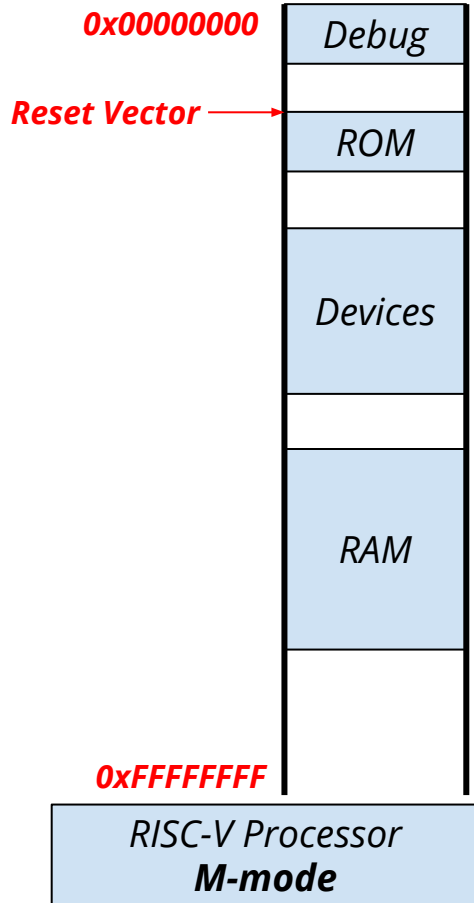 0x00000000
Debug
Reset Vector
ROM
Devices
RAM
0xFFFFFFFF
RISC-V Processor
M-mode